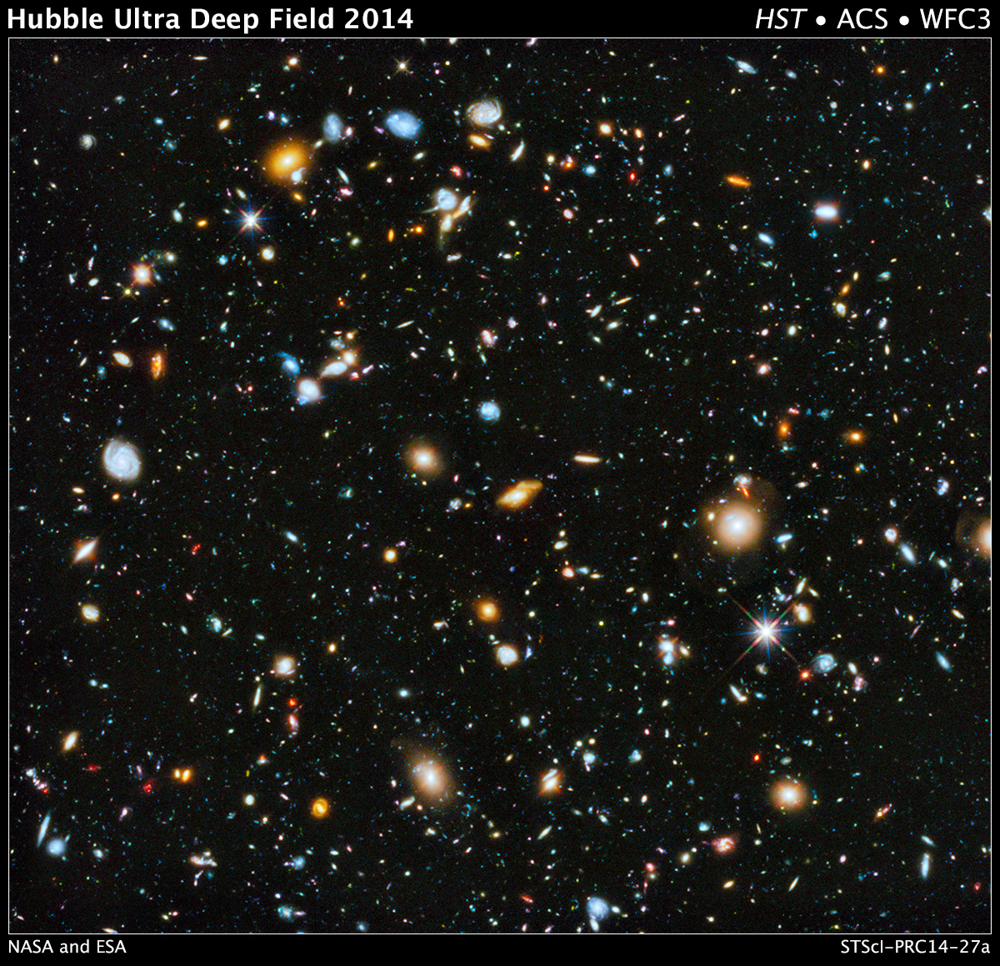 Hubble Ultra Deep Field 2014
HST • ACS • WFC3
NASA and ESA
STScI-PRC14-27a